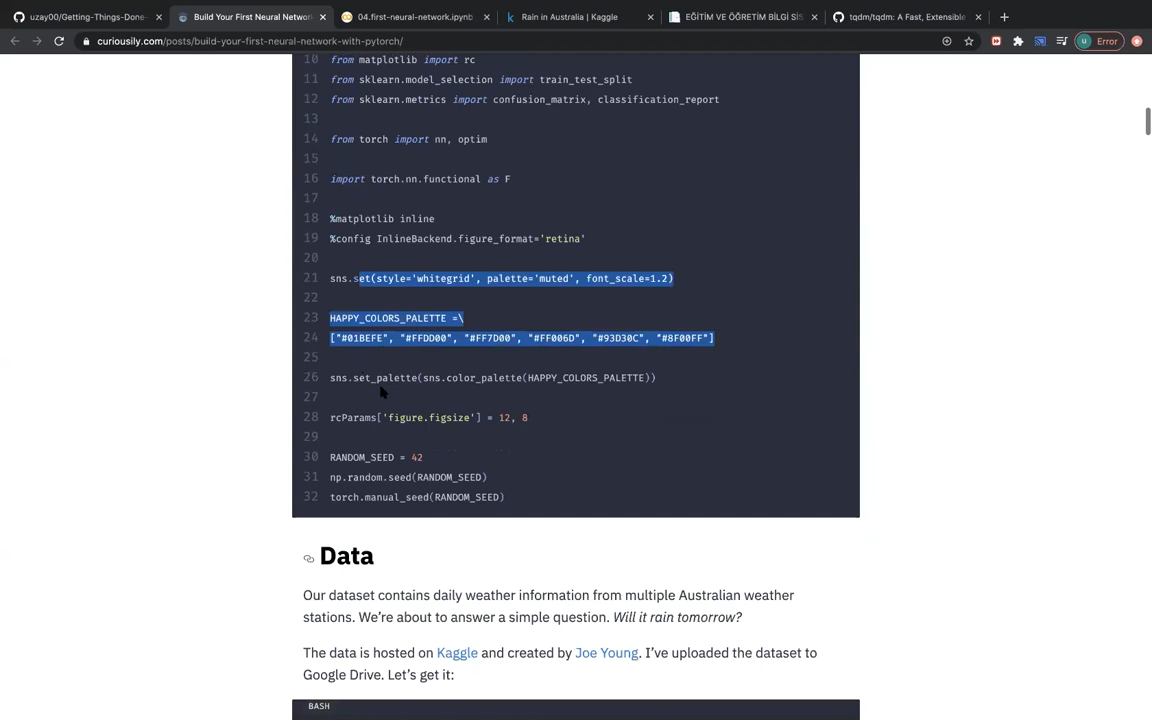 uzay00/Getting-Things-Done-
Build Your First Neural Network
04.first-neural-network.ipynb
Rain in Australia | Kaggle
EĞİTİM VE ÖĞRETİM BİLGİ SİS
tqdm/tqdm: A Fast, Extensible
curiousily.com/posts/build-your-first-neural-network-with-pytorch/
u Error
10 from matplotlib import rc
11 from sklearn.model_selection import train_test_split
12 from sklearn.metrics import confusion_matrix, classification_report
13
14 from torch import nn, optim
15
16 import torch.nn.functional as F
17
18 %matplotlib inline
19 %config InlineBackend.figure_format='retina'
20
21 sns.set(style='whitegrid', palette='muted', font_scale=1.2)
22
23 HAPPY_COLORS_PALETTE =\
24 ["#01BEFE", "#FFDD00", "#FF7D00", "#FF006D", "#93D30C", "#8F00FF"]
25
26 sns.set_palette(sns.color_palette(HAPPY_COLORS_PALETTE))
27
28 rcParams['figure.figsize'] = 12, 8
29
30 RANDOM_SEED = 42
31 np.random.seed(RANDOM_SEED)
32 torch.manual_seed(RANDOM_SEED)
Data
Our dataset contains daily weather information from multiple Australian weather
stations. We're about to answer a simple question. Will it rain tomorrow?
The data is hosted on Kaggle and created by Joe Young. I've uploaded the dataset to
Google Drive. Let's get it:
BASH